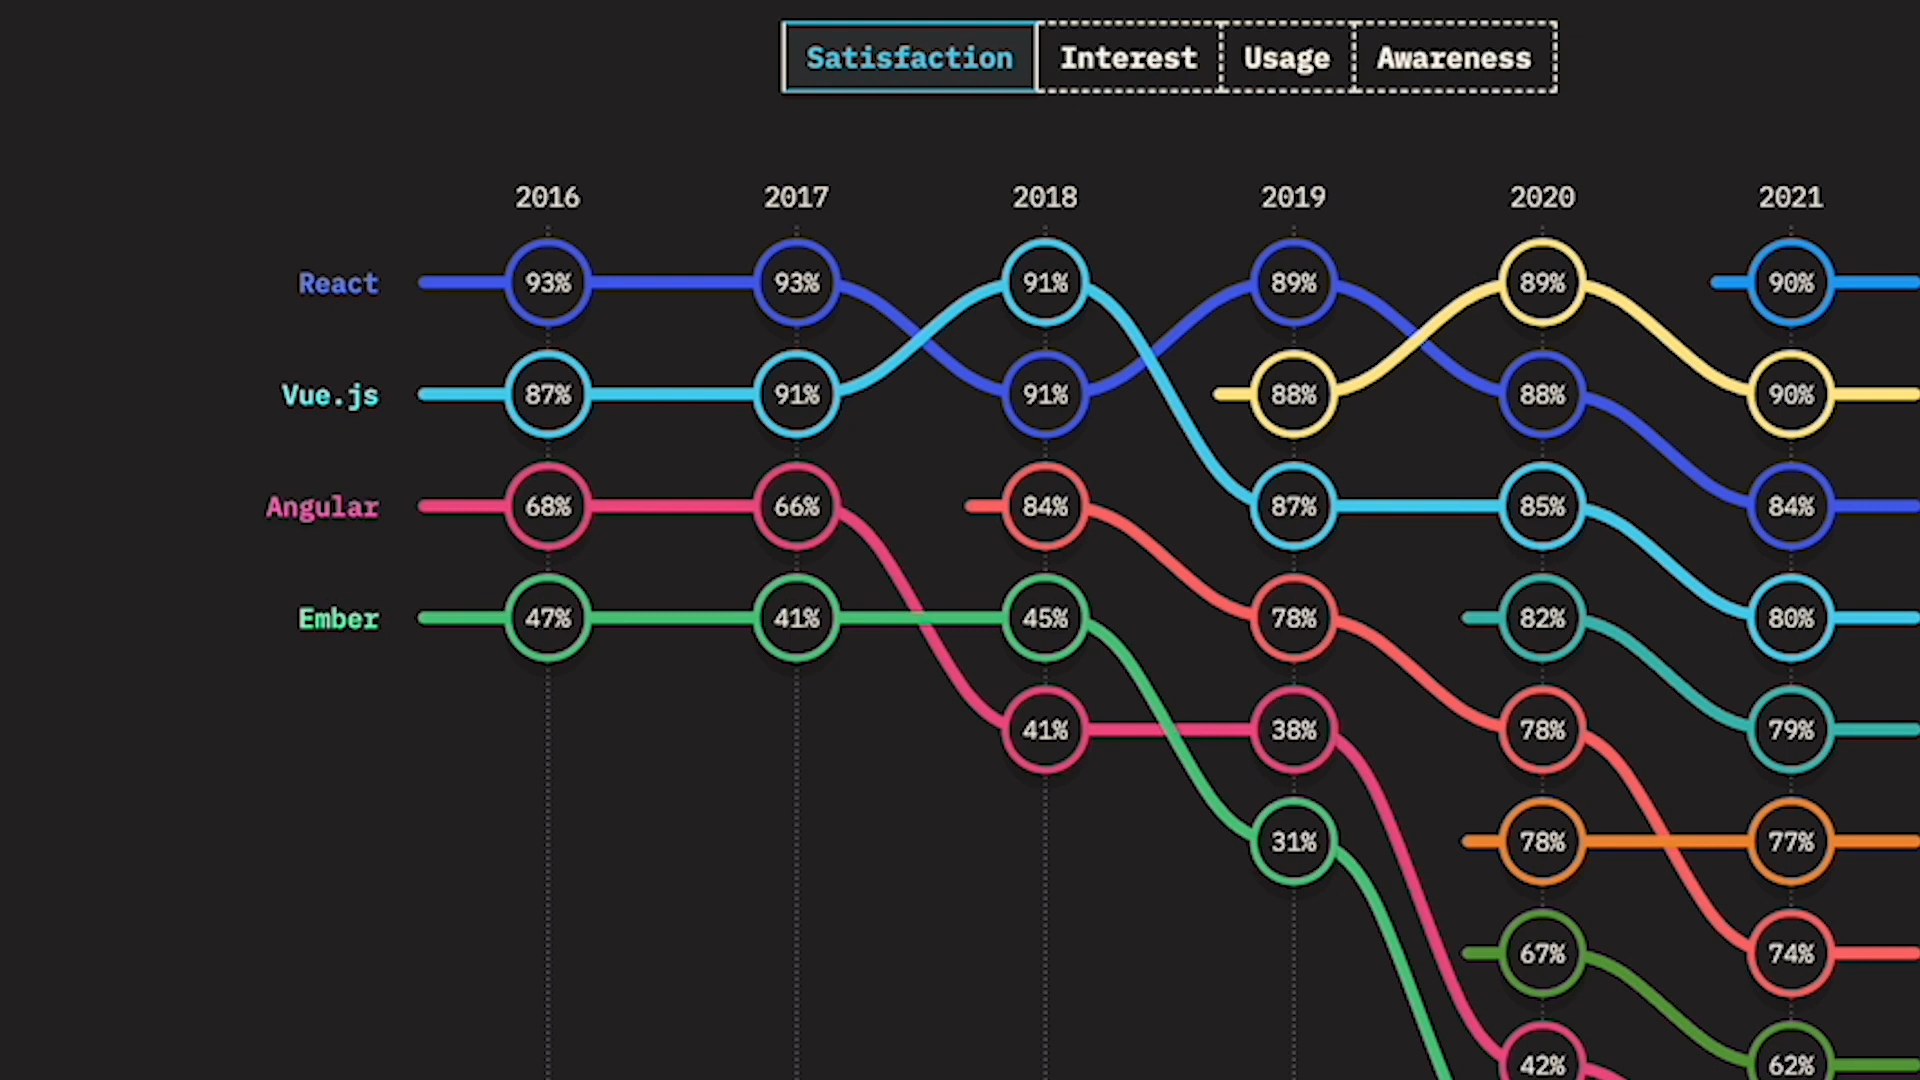 Satisfaction Interest Usage Awareness
2016 2017 2018 2019 2020 2021
React 93% 93% 91% 89% 89% 90%
Vue.js 87% 91% 91% 88% 88% 90%
Angular 68% 66% 84% 87% 85% 84%
Ember 47% 41% 45% 78% 82% 80%
41% 38% 78% 79%
31% 78% 77%
67% 74%
42% 62%